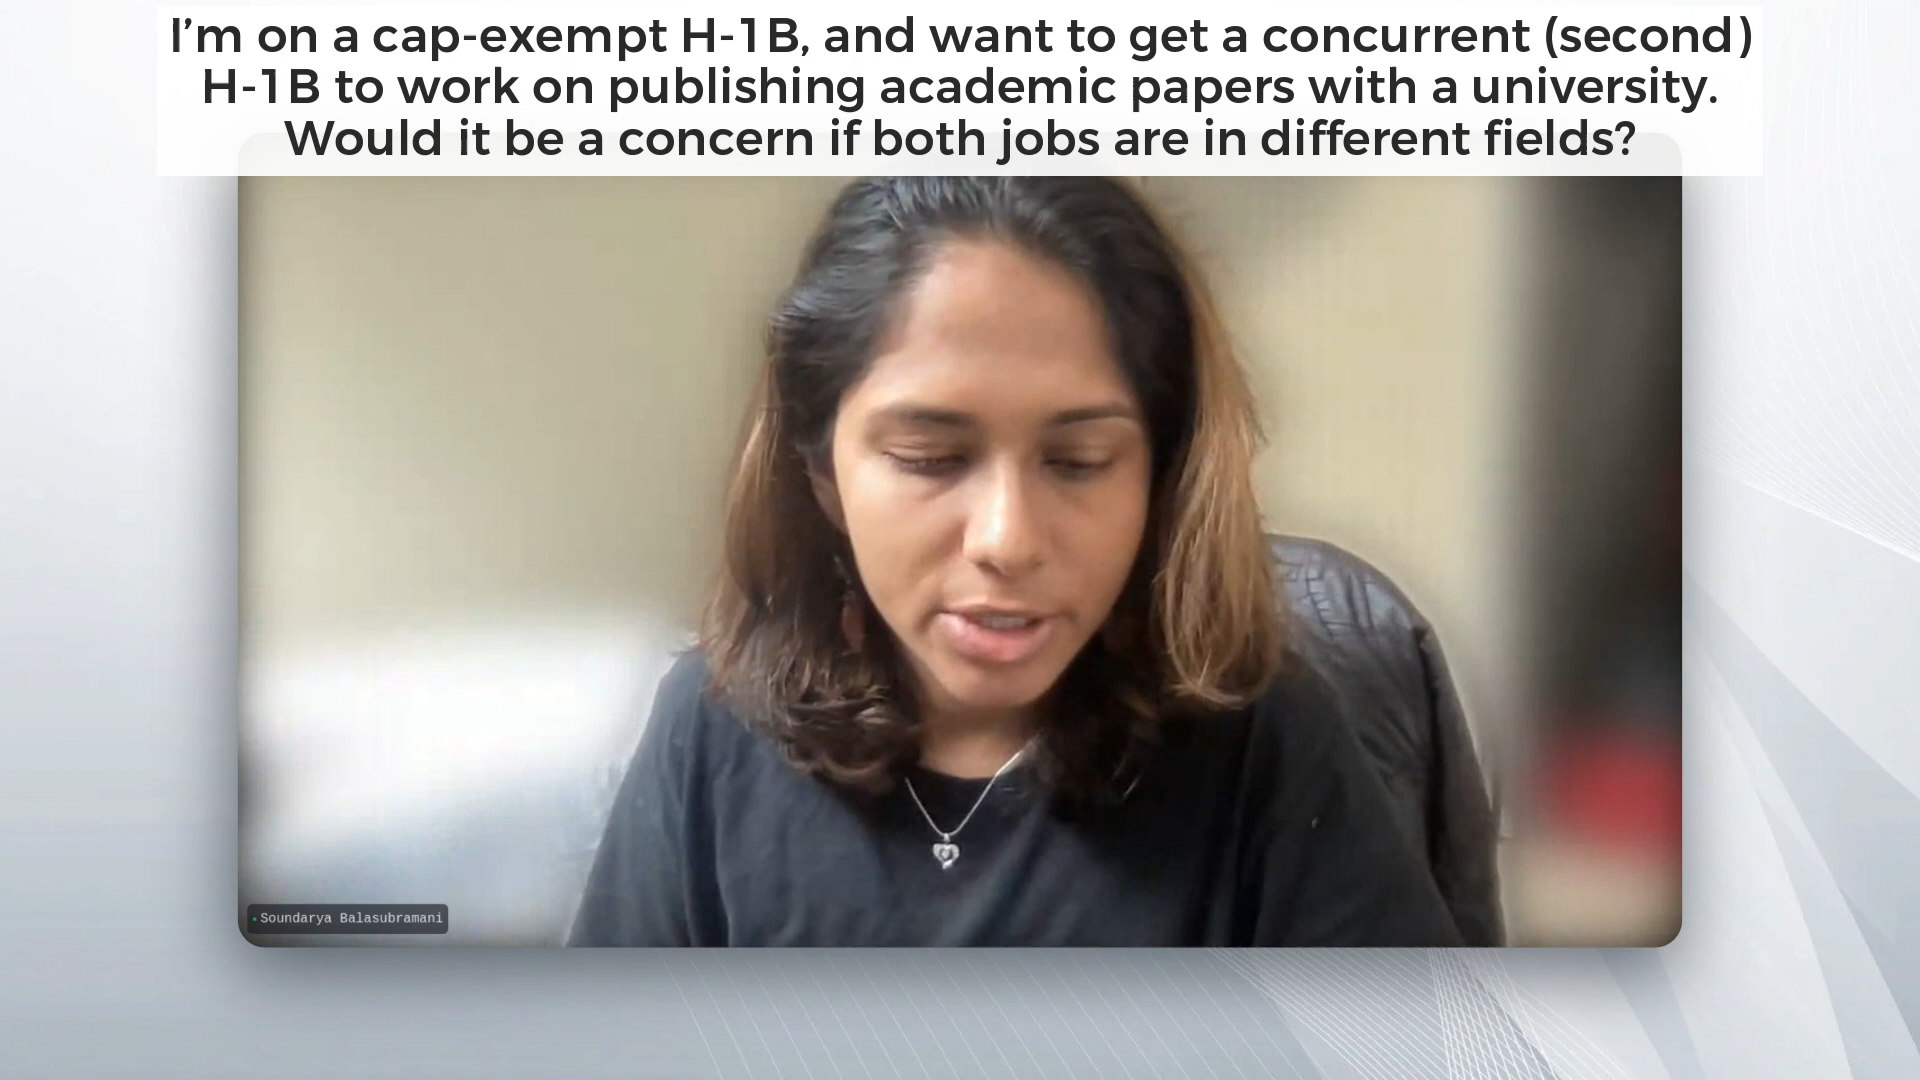 I’m on a cap-exempt H-1B, and want to get a concurrent (second)
H-1B to work on publishing academic papers with a university.
Would it be a concern if both jobs are in different fields?
Soundarya Balasubramani